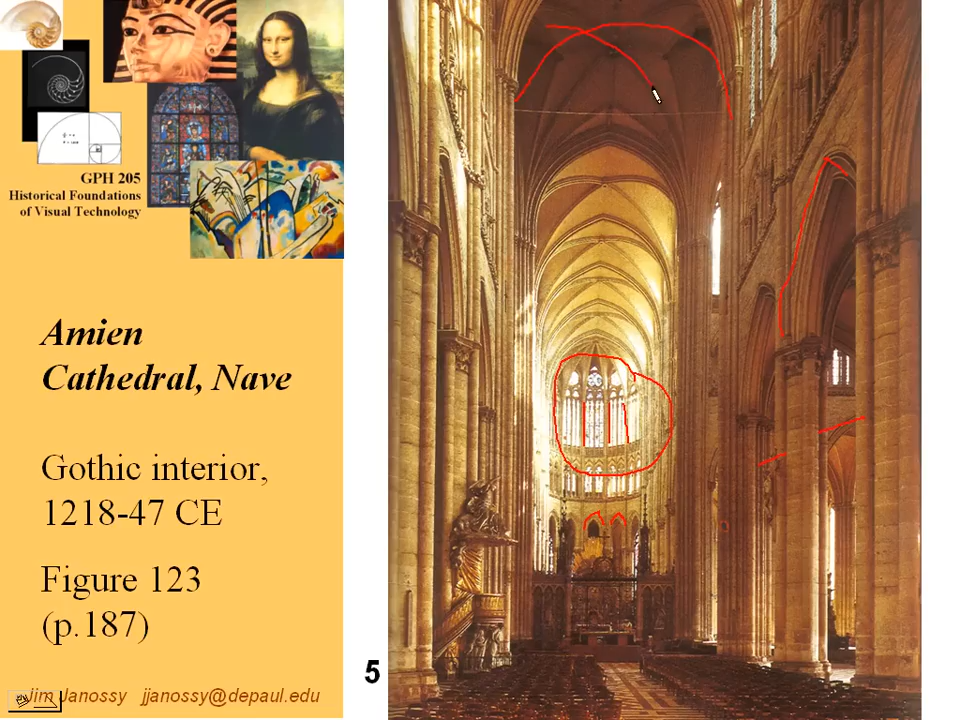 GPH 205
Historical Foundations
of Visual Technology
Amien
Cathedral, Nave
Gothic interior,
1218-47 CE
Figure 123
(p.187)
5
Jim Janossy jjanossy@depaul.edu